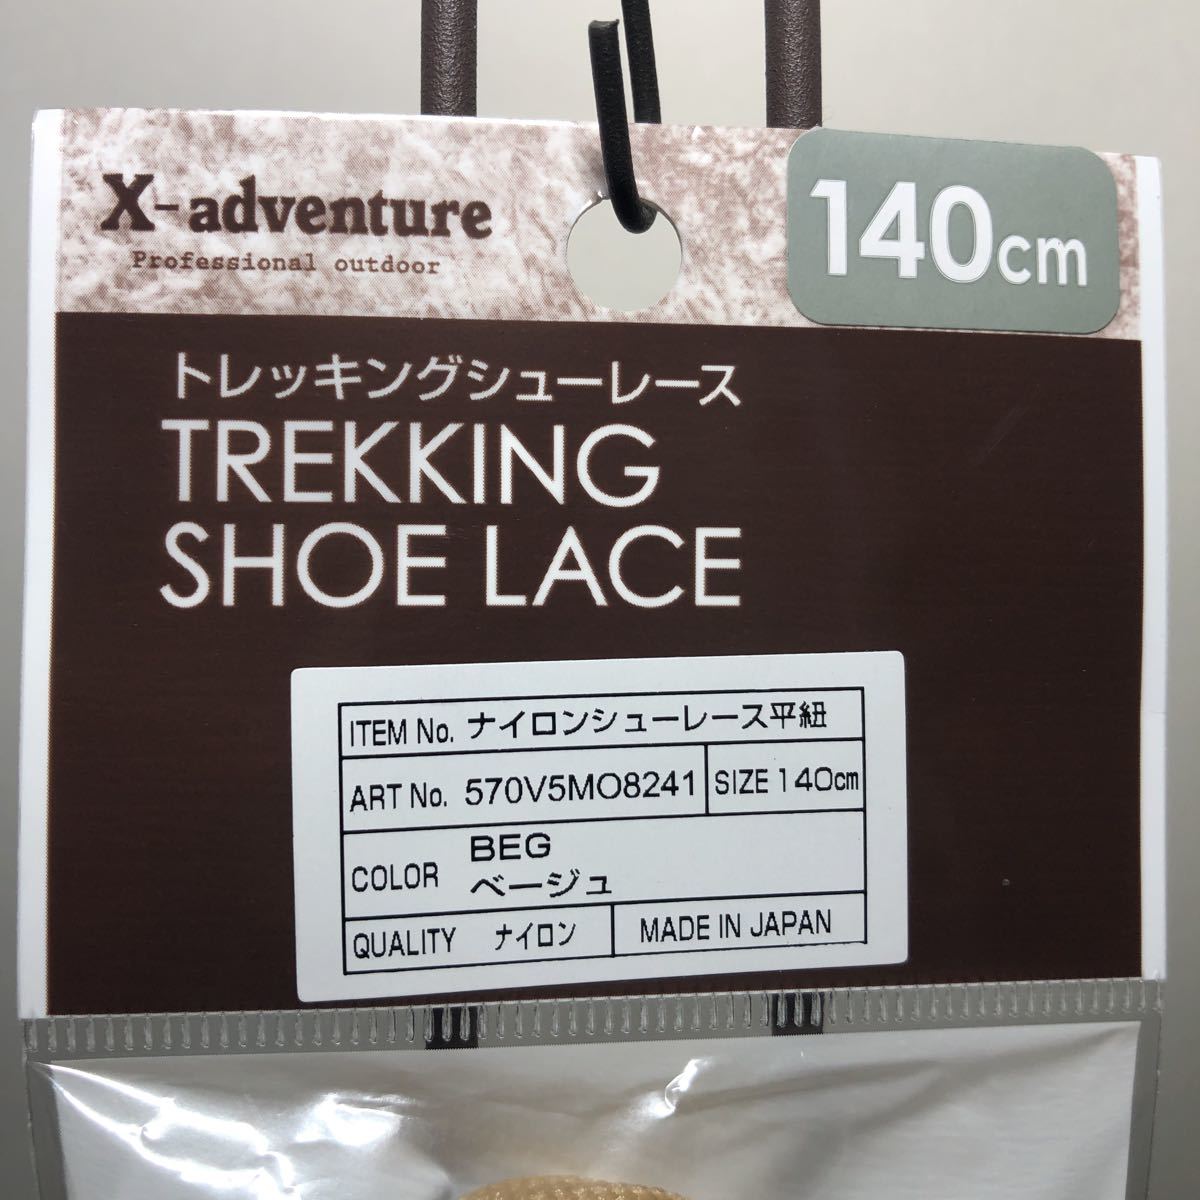 X-adventure
Professional outdoor
140cm
トレッキングシューレース
TREKKING
SHOE LACE
ITEM No. ナイロンシューレース平紐
ART No. 570V5MO8241 SIZE 140cm
COLOR BEG
ベージュ
QUALITY ナイロン MADE IN JAPAN